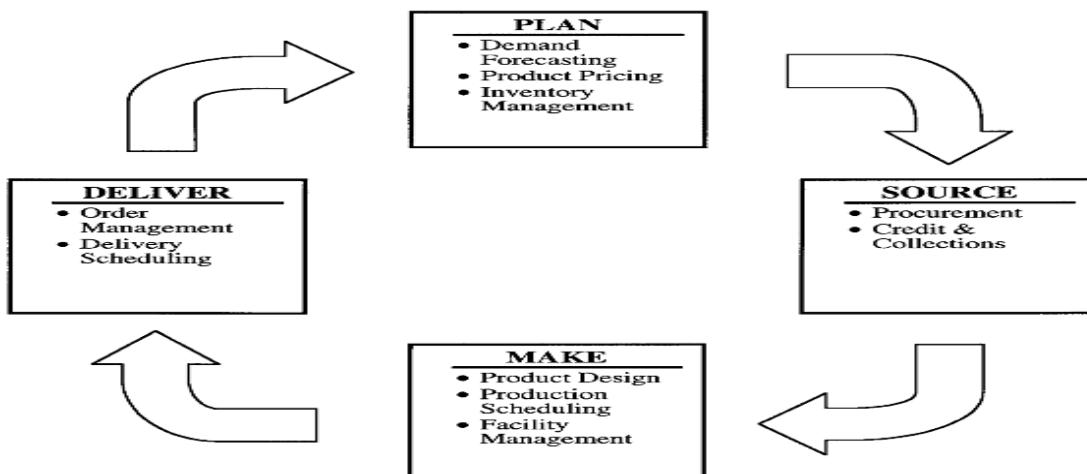 PLAN
• Demand
Forecasting
• Product Pricing
• Inventory
Management
DELIVER
• Order
Management
• Delivery
Scheduling
SOURCE
• Procurement
• Credit &
Collections
MAKE
• Product Design
• Production
Scheduling
• Facility
Management